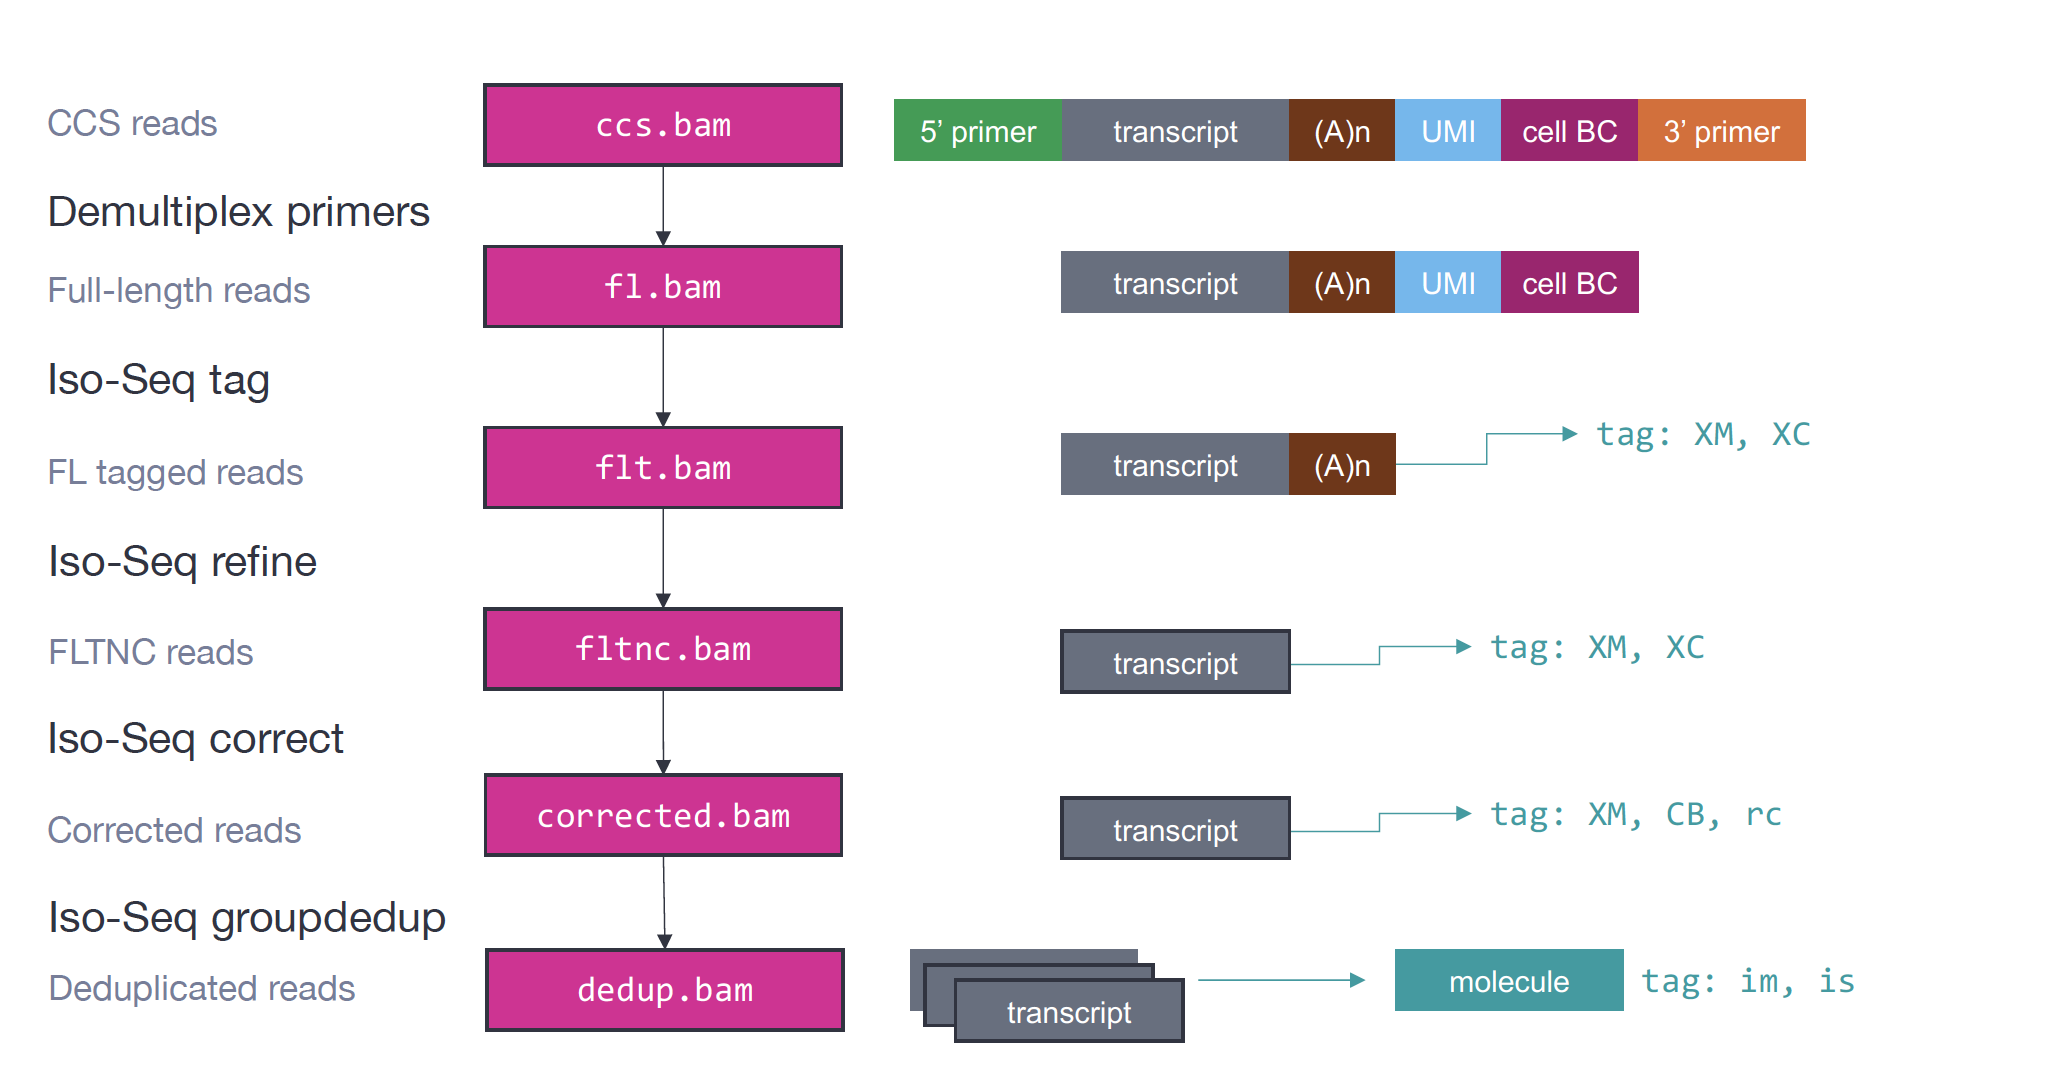 CCS reads
ccs.bam
5’ primer transcript (A)n UMI cell BC 3’ primer
Demultiplex primers
Full-length reads
fl.bam
transcript (A)n UMI cell BC
Iso-Seq tag
FL tagged reads
flt.bam
transcript (A)n
tag: XM, XC
Iso-Seq refine
FLTNC reads
fltnc.bam
transcript
tag: XM, XC
Iso-Seq correct
Corrected reads
corrected.bam
transcript
tag: XM, CB, rc
Iso-Seq groupdedup
Deduplicated reads
dedup.bam
transcript
molecule
tag: im, is